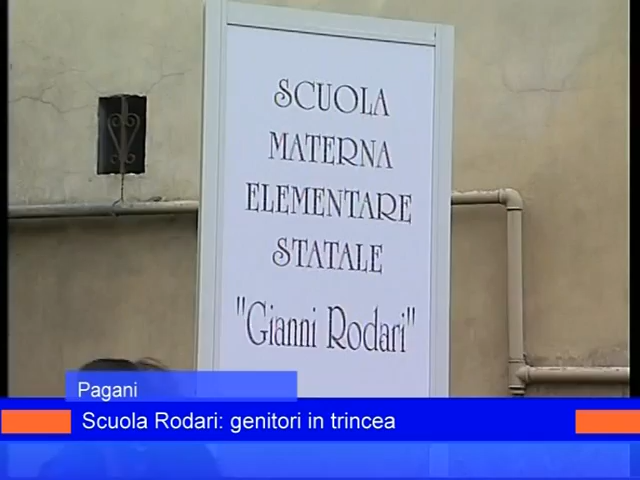 SCUOLA
MATERNA
ELEMENTARE
STATALE
"Gianni Rodari"
Pagani
Scuola Rodari: genitori in trincea